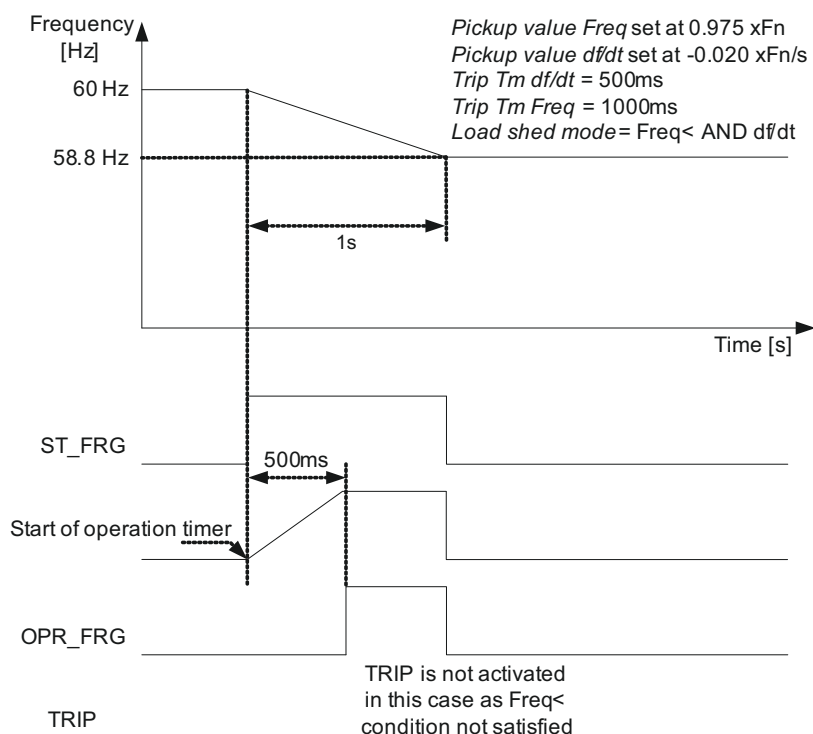 Frequency
[Hz]
Pickup value Freq set at 0.975 xFn
Pickup value df/dt set at -0.020 xFn/s
Trip Tm df/dt = 500ms
Trip Tm Freq = 1000ms
Load shed mode= Freq< AND df/dt
60 Hz
58.8 Hz
1s
Time [s]
ST_FRG
500ms
Start of operation timer
OPR_FRG
TRIP is not activated
in this case as Freq<
condition not satisfied
TRIP